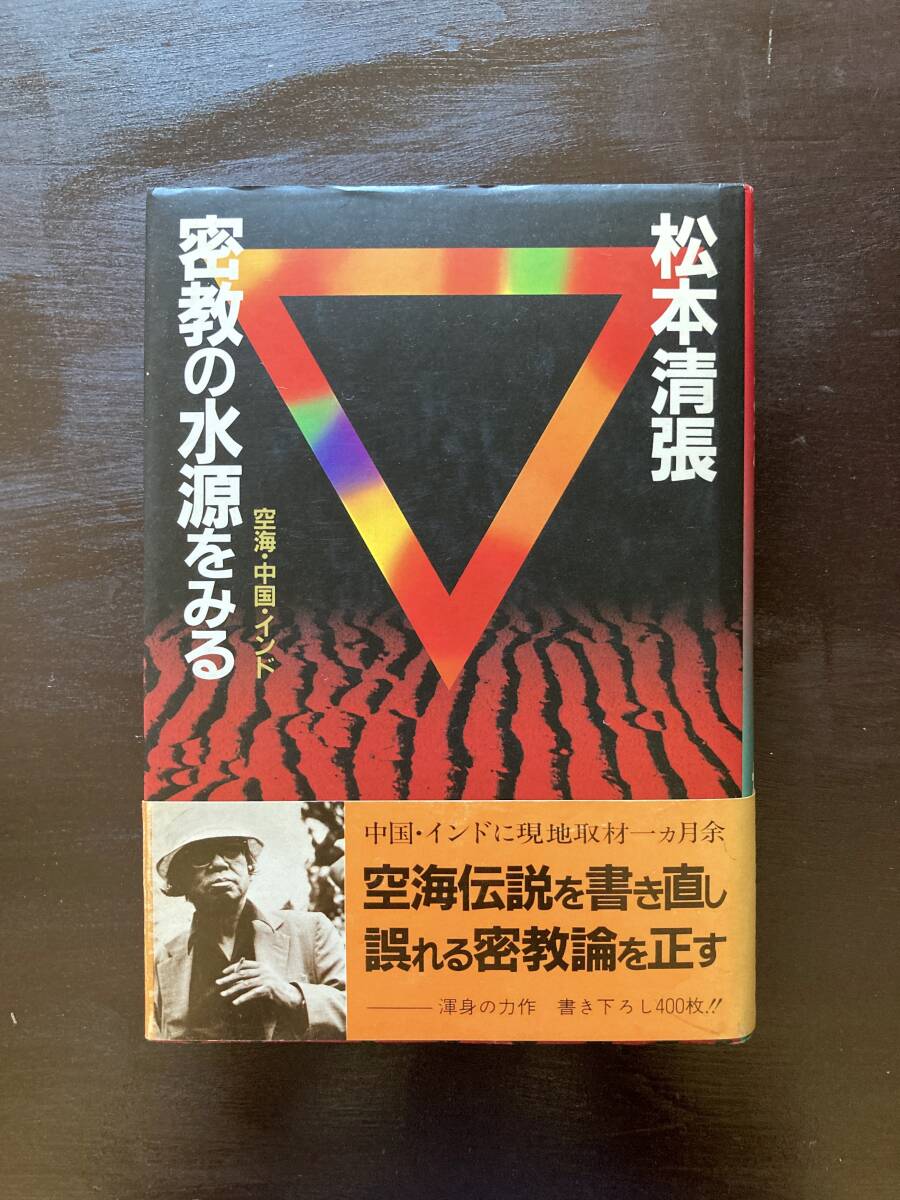 松本清張
密教の水源をみる
空海・中国・インド
中国・インドに現地取材一ヵ月余
空海伝説を書き直し
誤れる密教論を正す
——渾身の力作 書き下ろし400枚!!